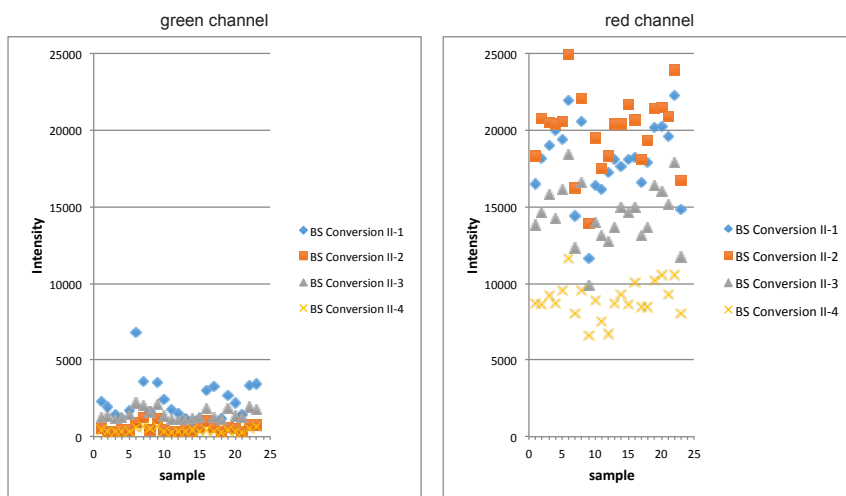 green channel
red channel
25000
20000
15000
10000
5000
0
0 5 10 15 20 25
Intensity
sample
BS Conversion II-1
BS Conversion II-2
BS Conversion II-3
BS Conversion II-4
25000
20000
15000
10000
5000
0
0 5 10 15 20 25
Intensity
sample
BS Conversion II-1
BS Conversion II-2
BS Conversion II-3
BS Conversion II-4